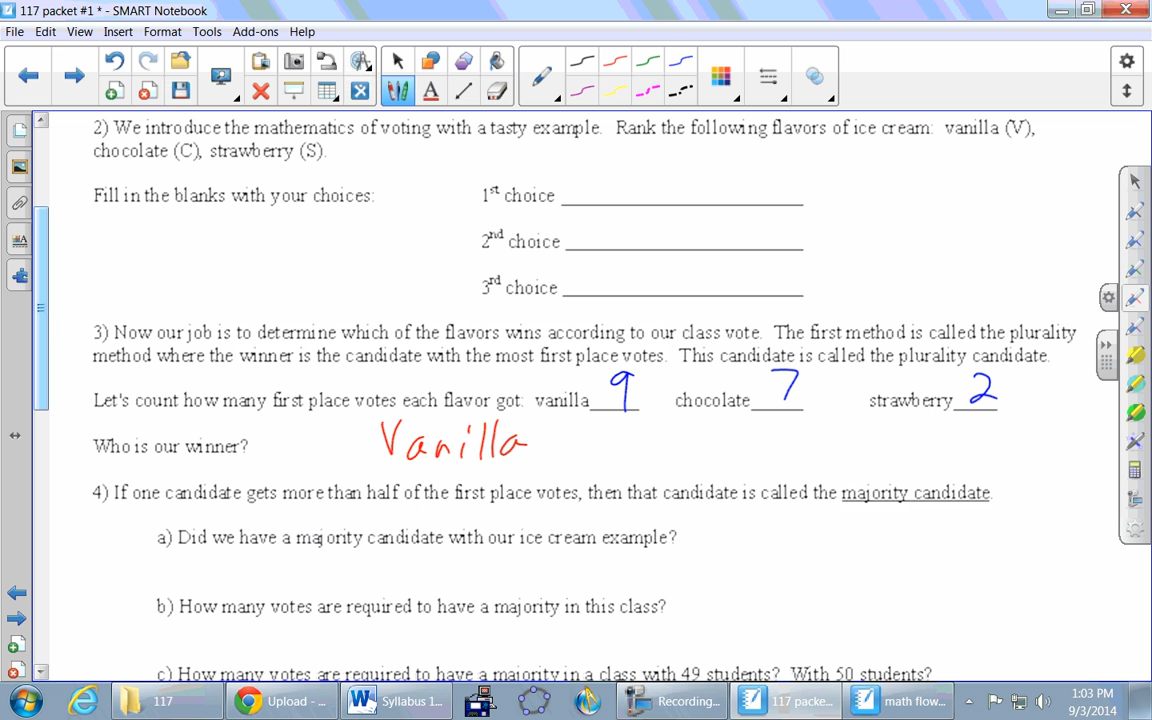 117 packet #1 * - SMART Notebook
File Edit View Insert Format Tools Add-ons Help
2) We introduce the mathematics of voting with a tasty example. Rank the following flavors of ice cream: vanilla (V),
chocolate (C), strawberry (S).
Fill in the blanks with your choices: 1st choice
2nd choice
3rd choice
3) Now our job is to determine which of the flavors wins according to our class vote. The first method is called the plurality
method where the winner is the candidate with the most first place votes. This candidate is called the plurality candidate.
Let's count how many first place votes each flavor got: vanilla 9 chocolate 7 strawberry 2
Who is our winner? Vanilla
4) If one candidate gets more than half of the first place votes, then that candidate is called the majority candidate.
a) Did we have a majority candidate with our ice cream example?
b) How many votes are required to have a majority in this class?
c) How many votes are required to have a majority in a class with 49 students? With 50 students?
117 Upload - ... Syllabus 1... Recording... 117 packe... math flow... 1:03 PM
9/3/2014